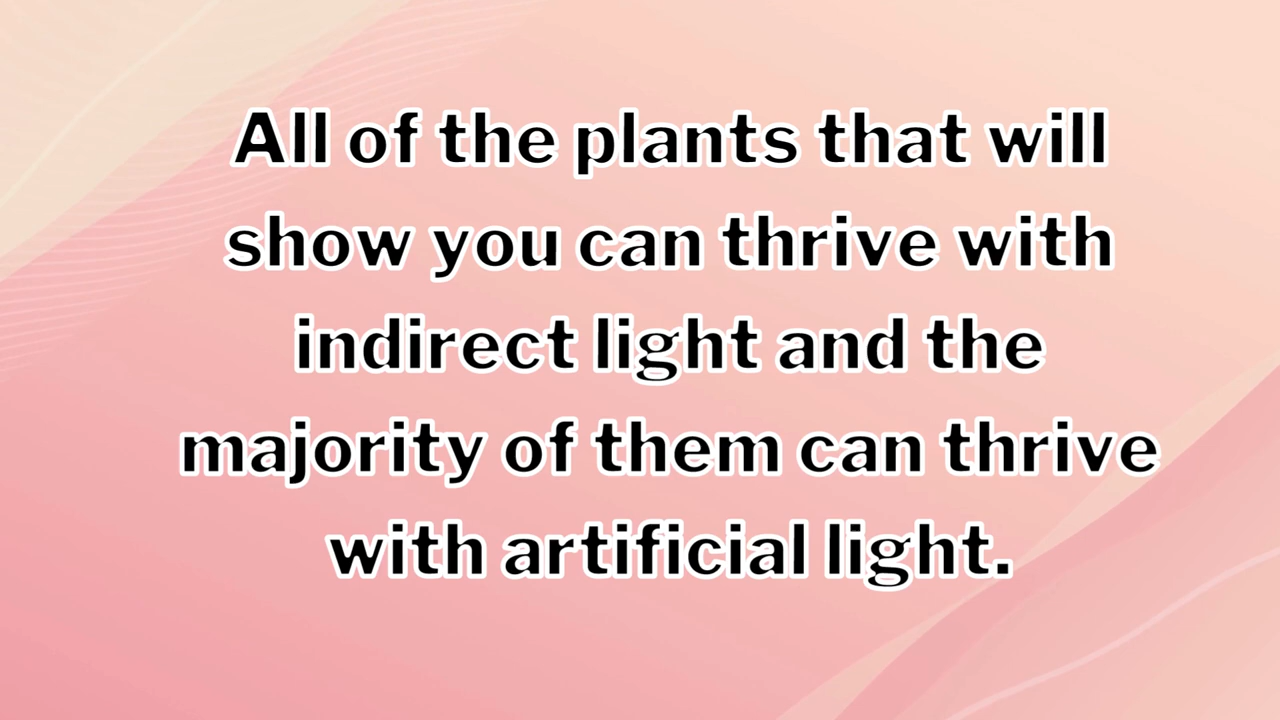 All of the plants that will
show you can thrive with
indirect light and the
majority of them can thrive
with artificial light.